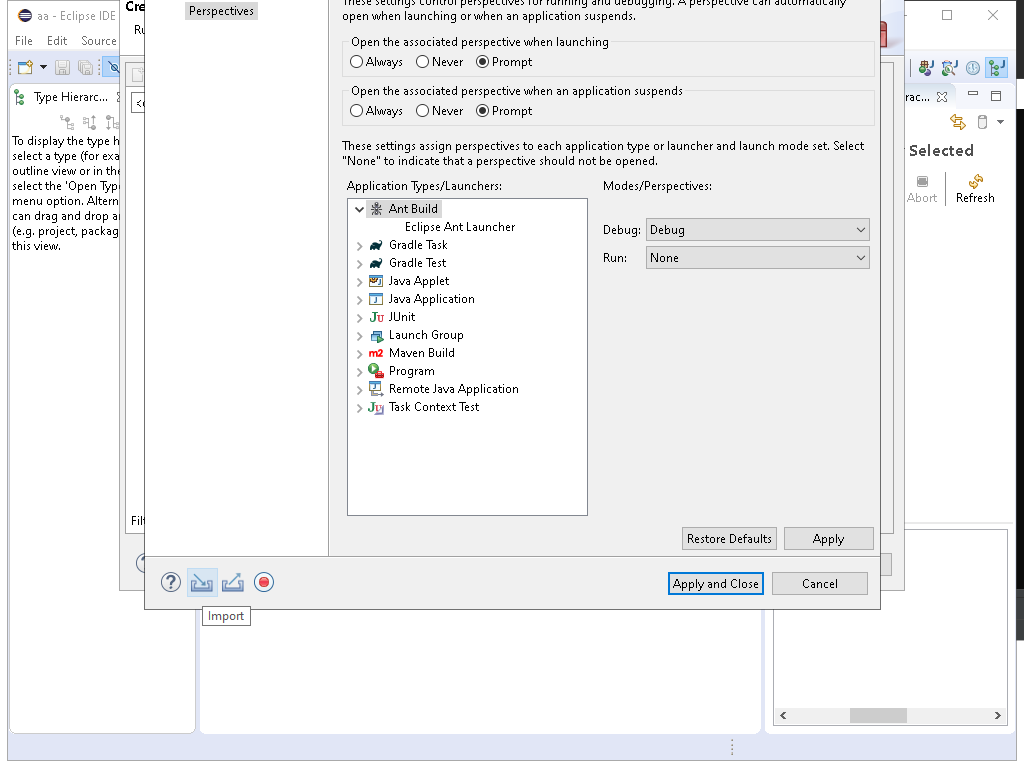 aa - Eclipse IDE
File Edit Source
Type Hierarc...
To display the type h
select a type (for exa
outline view or in the
select the 'Open Type
menu option. Altern
can drag and drop a
(e.g. project, packag
this view.
Cre
Ru
Filt
Perspectives
These settings control perspectives for running and debugging. A perspective can automatically
open when launching or when an application suspends.
Open the associated perspective when launching
Always Never Prompt
Open the associated perspective when an application suspends
Always Never Prompt
These settings assign perspectives to each application type or launcher and launch mode set. Select
"None" to indicate that a perspective should not be opened.
Application Types/Launchers:
Ant Build
Eclipse Ant Launcher
Gradle Task
Gradle Test
Java Applet
Java Application
JUnit
Launch Group
Maven Build
Program
Remote Java Application
Task Context Test
Modes/Perspectives:
Debug: Debug
Run: None
Restore Defaults Apply
Apply and Close Cancel
Import
rac...
Selected
Abort Refresh